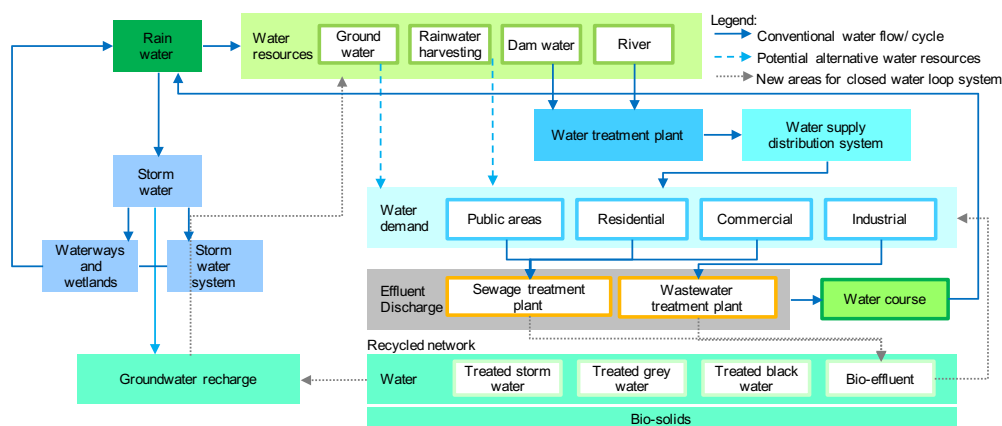 Legend:
Conventional water flow/ cycle
Potential alternative water resources
New areas for closed water loop system
Rain
water
Water
resources
Ground
water
Rainwater
harvesting
Dam water
River
Water treatment plant
Water supply
distribution system
Storm
water
Waterways
and
wetlands
Storm
water
system
Water
demand
Public areas
Residential
Commercial
Industrial
Effluent
Discharge
Sewage treatment
plant
Wastewater
treatment plant
Water course
Recycled network
Groundwater recharge
Water
Treated storm
water
Treated grey
water
Treated black
water
Bio-effluent
Bio-solids